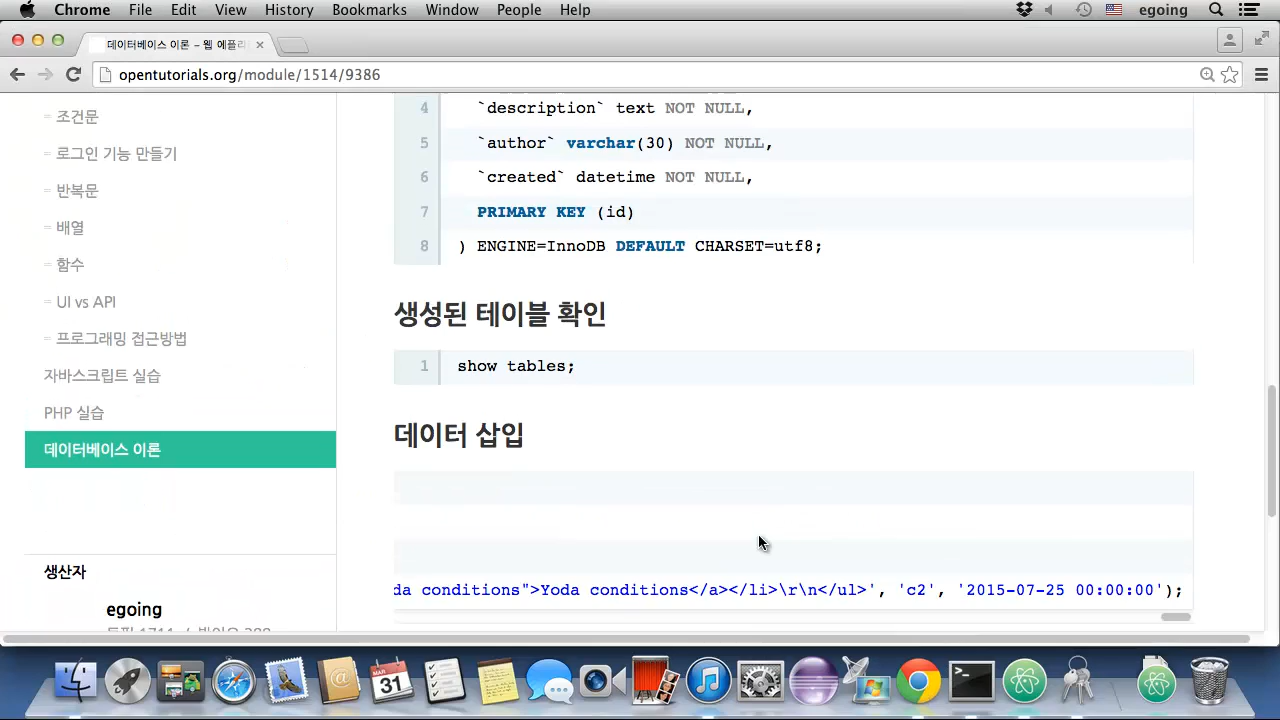 Chrome File Edit View History Bookmarks Window People Help egoing
데이터베이스 이론 – 웹 애플리
opentutorials.org/module/1514/9386
조건문
로그인 기능 만들기
반복문
배열
함수
UI vs API
프로그래밍 접근방법
자바스크립트 실습
PHP 실습
데이터베이스 이론
생산자
egoing
4 `description` text NOT NULL,
5 `author` varchar(30) NOT NULL,
6 `created` datetime NOT NULL,
7 PRIMARY KEY (id)
8 ) ENGINE=InnoDB DEFAULT CHARSET=utf8;
생성된 테이블 확인
1 show tables;
데이터 삽입
da conditions">Yoda conditions</a></li>\r\n</ul>', 'c2', '2015-07-25 00:00:00');
MAR
31